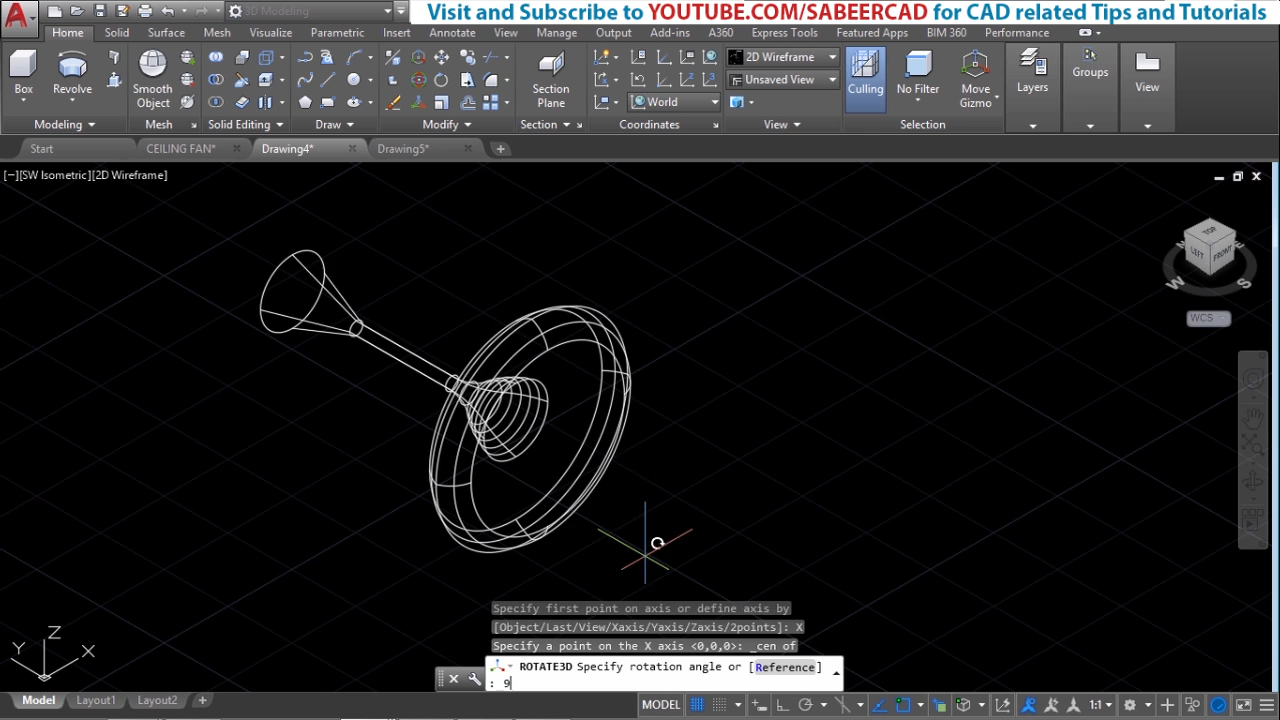 3D Modeling
Visit and Subscribe to YOUTUBE.COM/SABEERCAD for CAD related Tips and Tutorials
Home Solid Surface Mesh Visualize Parametric Insert Annotate View Manage Output Add-ins A360 Express Tools Featured Apps BIM 360 Performance
2D Wireframe
Unsaved View
World
Box Revolve Smooth Object Section Plane Culling No Filter Move Gizmo Layers Groups View
Modeling Mesh Solid Editing Draw Modify Section Coordinates View Selection
Start CEILING FAN* Drawing4* Drawing5*
[−][SW Isometric][2D Wireframe]
TOP
LEFT FRONT
W S
WCS
Specify first point on axis or define axis by
[Object/Last/View/Xaxis/Yaxis/Zaxis/2points]: X
Specify a point on the X axis <0,0,0>: _cen of
ROTATE3D Specify rotation angle or [Reference]
: 9
Z
Y X
Model Layout1 Layout2 MODEL 1:1